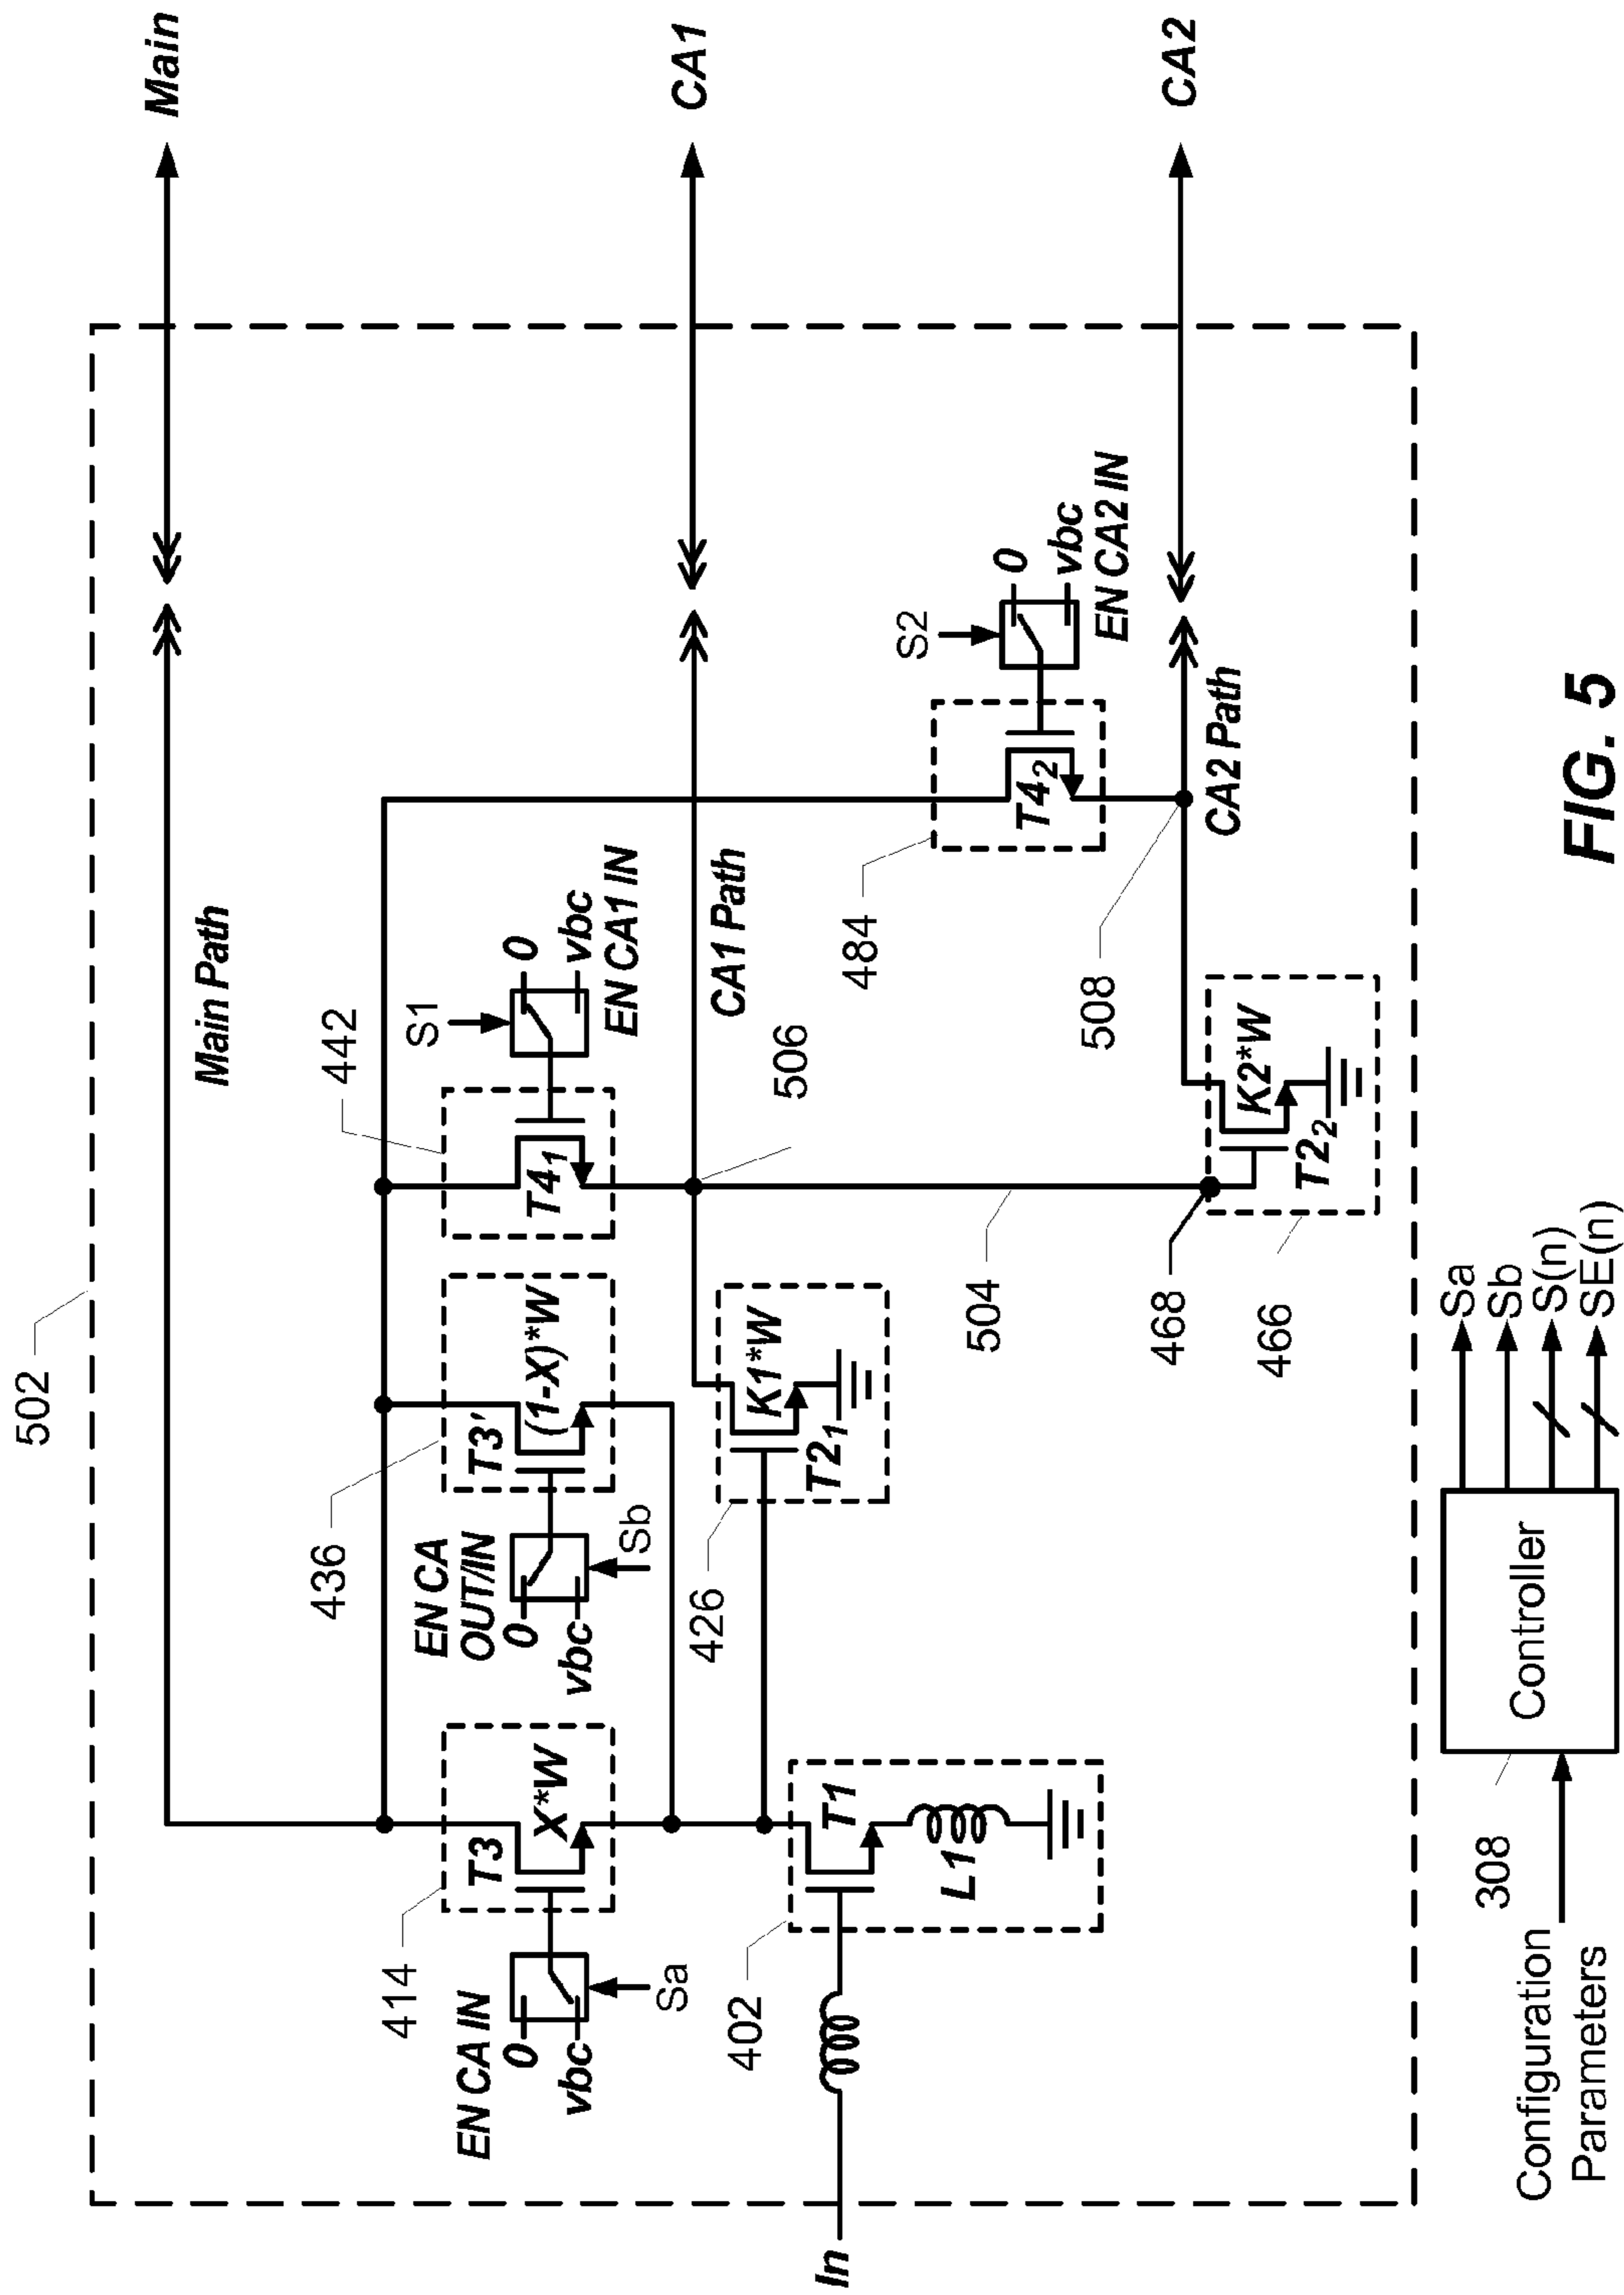 502
Main
Main Path
414
EN CA IN
0
vbc
Sa
T3
X*W
436
EN CA
OUT/IN
0
vbc
Sb
T3'
(1-X)*W
442
T4₁
S1
0
vbc
EN CA1 IN
CA1
CA1 Path
506
In
402
T1
L1
426
T2₁
K1*W
504
484
T4₂
S2
0
vbc
EN CA2 IN
CA2
CA2 Path
508
468
466
T2₂
K2*W
Configuration
Parameters
308
Controller
Sa
Sb
S(n)
SE(n)
FIG. 5